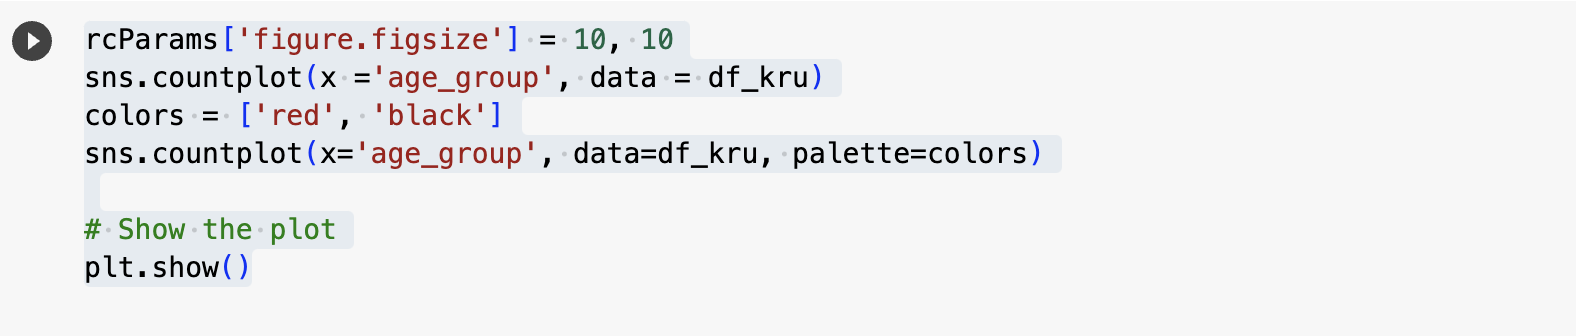 rcParams['figure.figsize'] = 10, 10
sns.countplot(x ='age_group', data = df_kru)
colors = ['red', 'black']
sns.countplot(x='age_group', data=df_kru, palette=colors)
# Show the plot
plt.show()